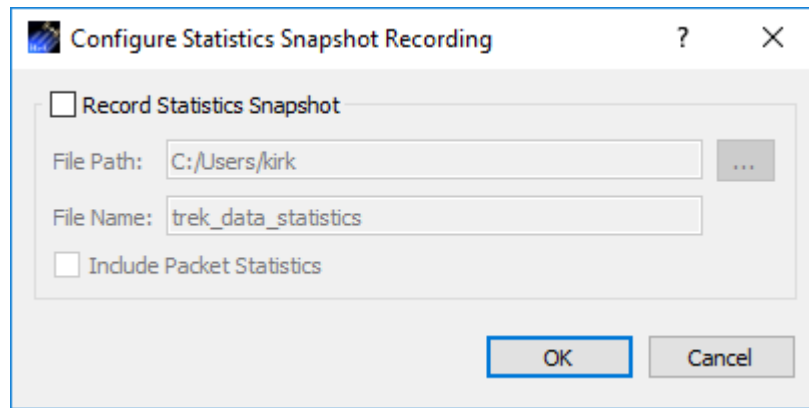 Configure Statistics Snapshot Recording ?
Record Statistics Snapshot
File Path: C:/Users/kirk ...
File Name: trek_data_statistics
Include Packet Statistics
OK Cancel